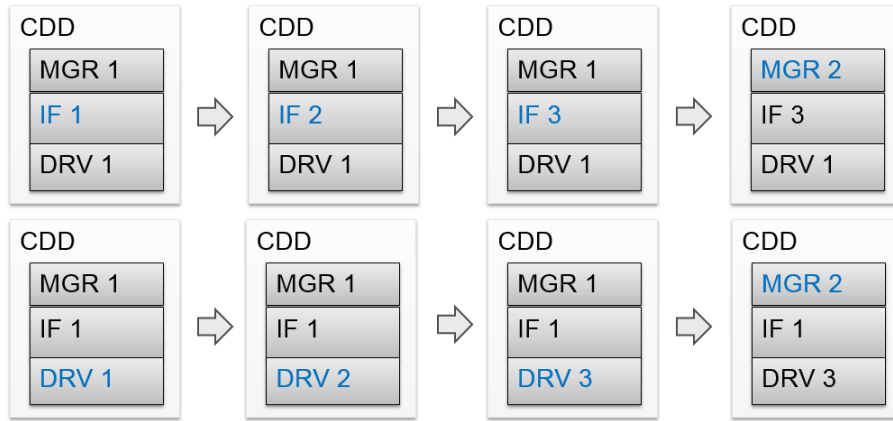 CDD
MGR 1
IF 1
DRV 1
CDD
MGR 1
IF 2
DRV 1
CDD
MGR 1
IF 3
DRV 1
CDD
MGR 2
IF 3
DRV 1
CDD
MGR 1
IF 1
DRV 1
CDD
MGR 1
IF 1
DRV 2
CDD
MGR 1
IF 1
DRV 3
CDD
MGR 2
IF 1
DRV 3